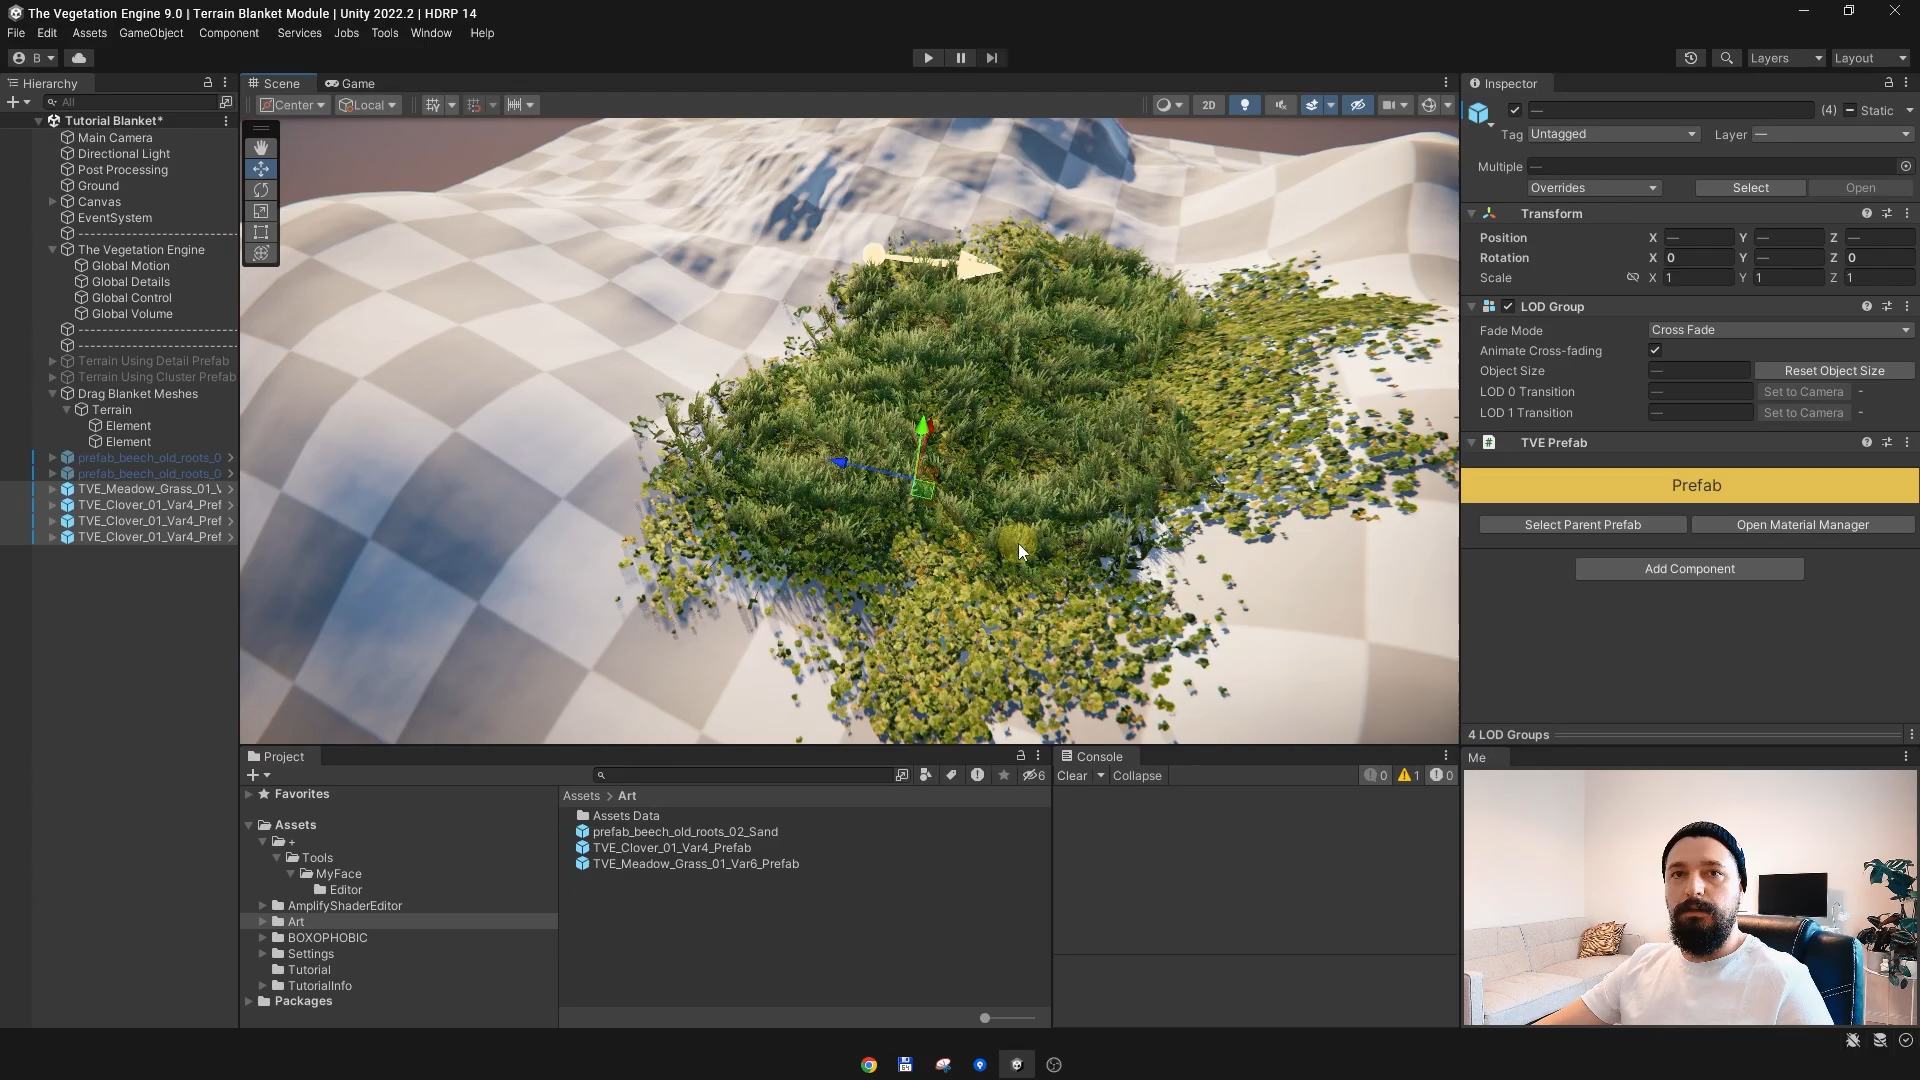 The Vegetation Engine 9.0 | Terrain Blanket Module | Unity 2022.2 | HDRP 14
File Edit Assets GameObject Component Services Jobs Tools Window Help
B
Layers Layout
Hierarchy
Scene Game
Inspector
All
Center Local
2D
(4) Static
Tag Untagged Layer —
Multiple —
Overrides Select Open
Tutorial Blanket*
Main Camera
Directional Light
Post Processing
Ground
Canvas
EventSystem
The Vegetation Engine
Global Motion
Global Details
Global Control
Global Volume
Terrain Using Detail Prefab
Terrain Using Cluster Prefab
Drag Blanket Meshes
Terrain
Element
Element
prefab_beech_old_roots_0
prefab_beech_old_roots_0
TVE_Meadow_Grass_01_V
TVE_Clover_01_Var4_Pref
TVE_Clover_01_Var4_Pref
TVE_Clover_01_Var4_Pref
Transform
Position X — Y — Z —
Rotation X 0 Y — Z 0
Scale X 1 Y 1 Z 1
LOD Group
Fade Mode Cross Fade
Animate Cross-fading
Object Size — Reset Object Size
LOD 0 Transition — Set to Camera -
LOD 1 Transition — Set to Camera -
# TVE Prefab
Prefab
Select Parent Prefab Open Material Manager
Add Component
4 LOD Groups
Project
6
Favorites
Assets
+
Tools
MyFace
Editor
AmplifyShaderEditor
Art
BOXOPHOBIC
Settings
Tutorial
TutorialInfo
Packages
Assets > Art
Assets Data
prefab_beech_old_roots_02_Sand
TVE_Clover_01_Var4_Prefab
TVE_Meadow_Grass_01_Var6_Prefab
Console
Clear Collapse 0 1 0
Me
64